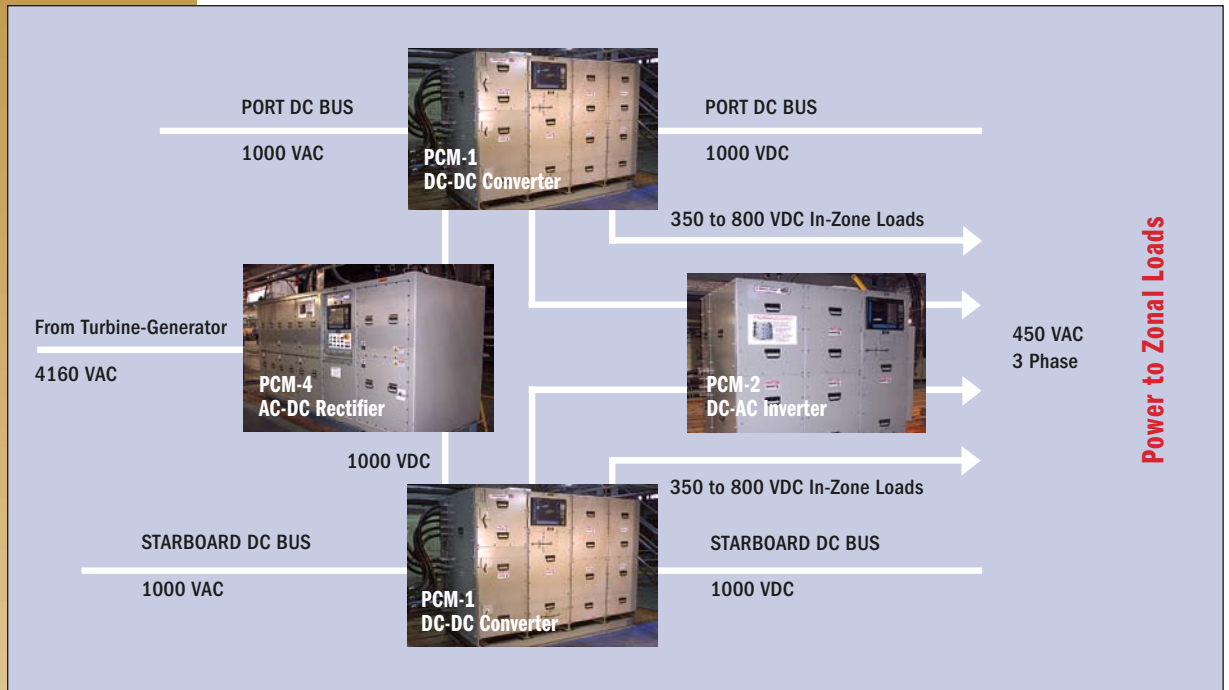 PORT DC BUS
1000 VAC
PCM-1
DC-DC Converter
PORT DC BUS
1000 VDC
350 to 800 VDC In-Zone Loads
From Turbine-Generator
4160 VAC
PCM-4
AC-DC Rectifier
PCM-2
DC-AC Inverter
450 VAC
3 Phase
Power to Zonal Loads
1000 VDC
350 to 800 VDC In-Zone Loads
STARBOARD DC BUS
1000 VAC
PCM-1
DC-DC Converter
STARBOARD DC BUS
1000 VDC